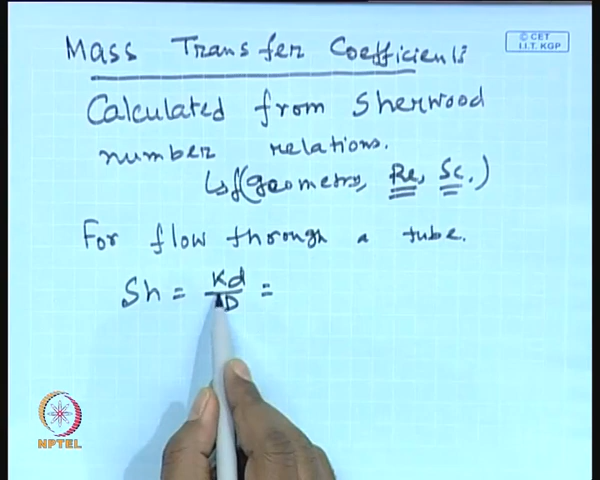 Mass Transfer Coefficients
© CET
I.I.T. KGP
Calculated from Sherwood
number relations.
↳ f(geometry, Re, Sc.)
For flow through a tube.
Sh = Kd/D =
NPTEL